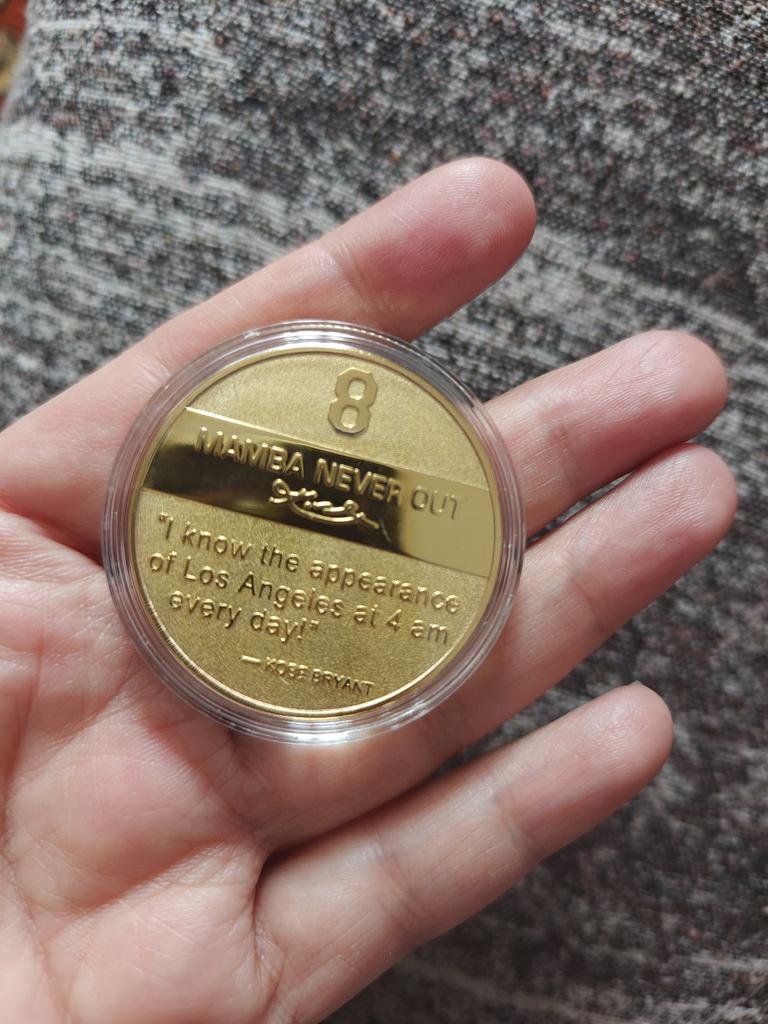 8
MAMBA NEVER OUT
"I know the appearance
of Los Angeles at 4 am
every day!"
— KOBE BRYANT